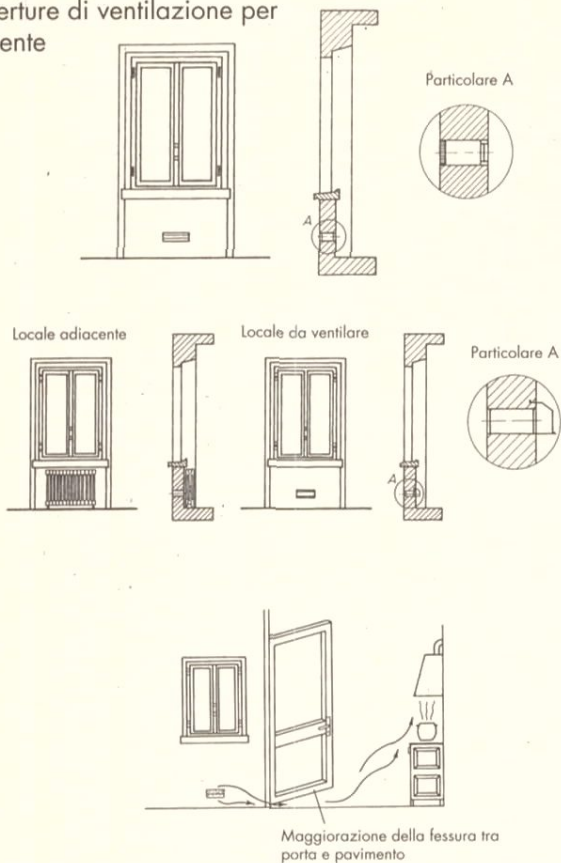 erture di ventilazione per
ente
Particolare A
A
Locale adiacente
Locale da ventilare
Particolare A
A
Maggiorazione della fessura tra
porta e pavimento